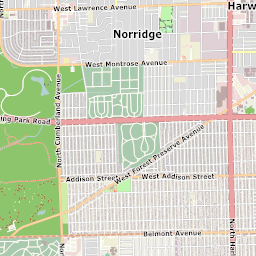 West Lawrence Avenue
Harw
Norridge
West Montrose Avenue
ing Park Road
North Cumberland Avenue
West Forest Preserve Avenue
Addison Street
West Addison Street
North Har
Belmont Avenue